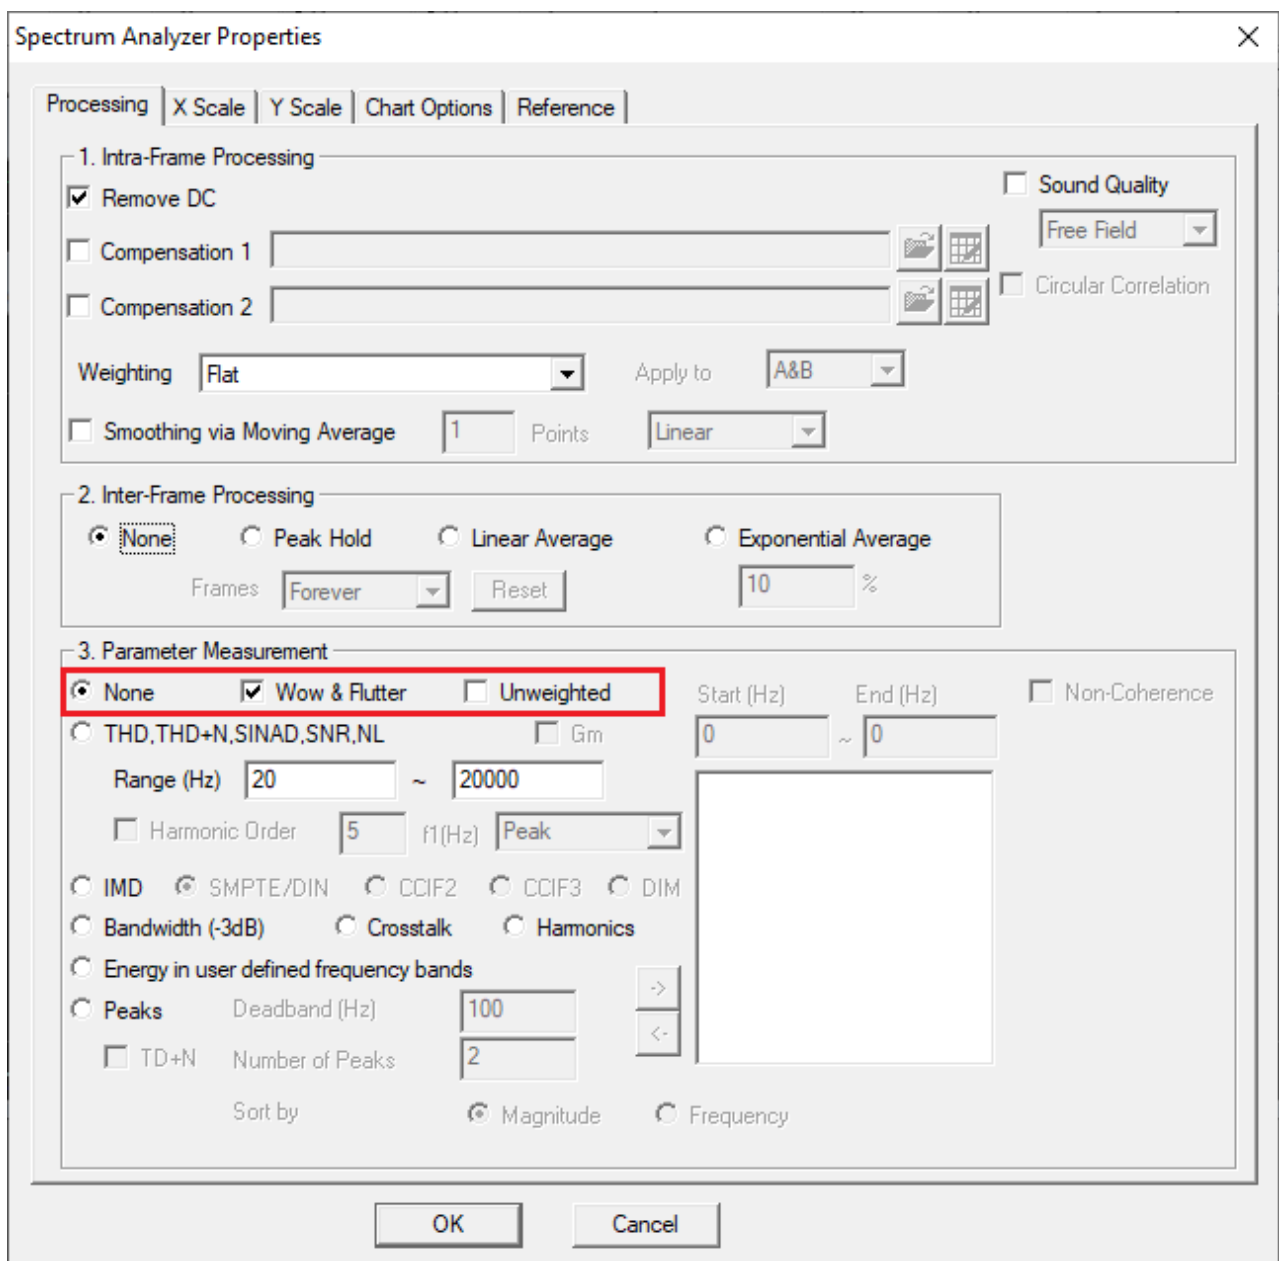 Spectrum Analyzer Properties
Processing X Scale Y Scale Chart Options Reference
1. Intra-Frame Processing
Remove DC
Sound Quality
Free Field
Compensation 1
Circular Correlation
Compensation 2
Weighting Flat Apply to A&B
Smoothing via Moving Average 1 Points Linear
2. Inter-Frame Processing
None Peak Hold Linear Average Exponential Average
Frames Forever Reset 10 %
3. Parameter Measurement
None Wow & Flutter Unweighted Start (Hz) End (Hz) Non-Coherence
THD,THD+N,SINAD,SNR,NL Gm 0 ~ 0
Range (Hz) 20 ~ 20000
Harmonic Order 5 f1(Hz) Peak
IMD SMPTE/DIN CCIF2 CCIF3 DIM
Bandwidth (-3dB) Crosstalk Harmonics
Energy in user defined frequency bands
->
Peaks Deadband (Hz) 100
<-
TD+N Number of Peaks 2
Sort by Magnitude Frequency
OK Cancel